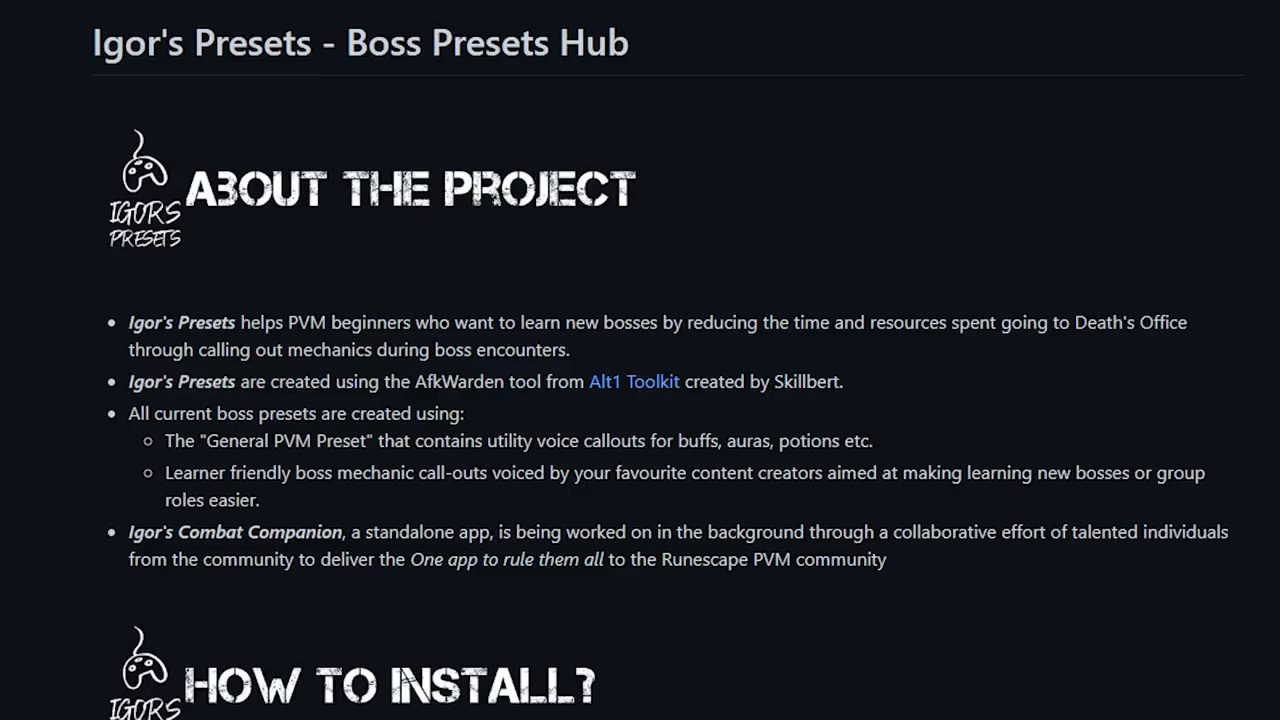 Igor's Presets - Boss Presets Hub
IGORS
PRESETS
ABOUT THE PROJECT
Igor's Presets helps PVM beginners who want to learn new bosses by reducing the time and resources spent going to Death's Office
through calling out mechanics during boss encounters.
Igor's Presets are created using the AfkWarden tool from Alt1 Toolkit created by Skillbert.
All current boss presets are created using:
The "General PVM Preset" that contains utility voice callouts for buffs, auras, potions etc.
Learner friendly boss mechanic call-outs voiced by your favourite content creators aimed at making learning new bosses or group
roles easier.
Igor's Combat Companion, a standalone app, is being worked on in the background through a collaborative effort of talented individuals
from the community to deliver the One app to rule them all to the Runescape PVM community
IGORS
HOW TO INSTALL?